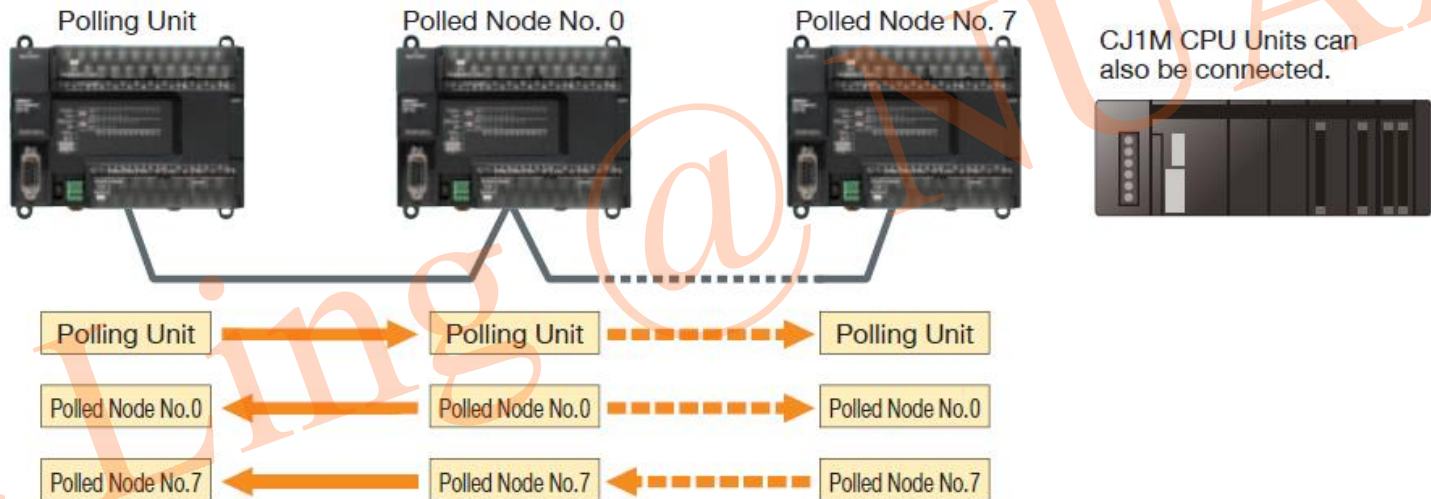 Polling Unit
Polled Node No. 0
Polled Node No. 7
CJ1M CPU Units can
also be connected.
Polling Unit
Polling Unit
Polling Unit
Polled Node No.0
Polled Node No.0
Polled Node No.0
Polled Node No.7
Polled Node No.7
Polled Node No.7
Ling @